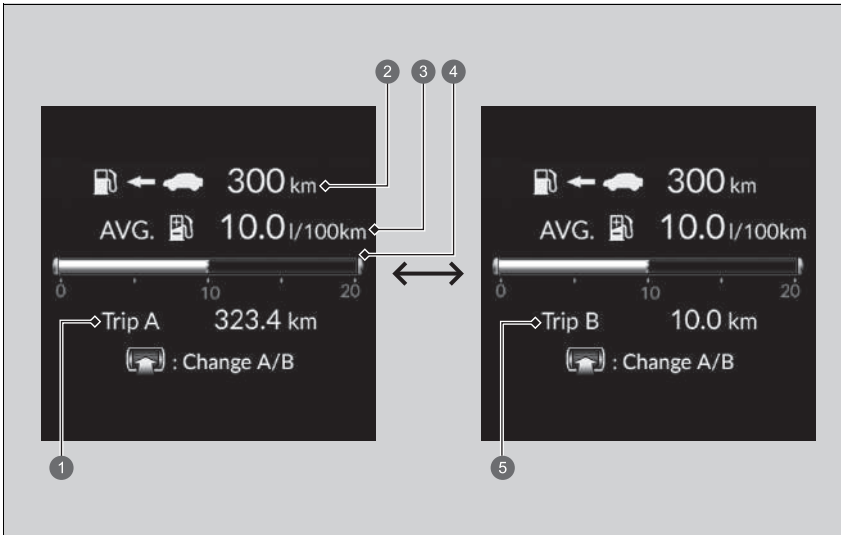 2 3 4
300 km
AVG. 10.0 l/100km
0 10 20
Trip A 323.4 km
: Change A/B
1
300 km
AVG. 10.0 l/100km
0 10 20
Trip B 10.0 km
: Change A/B
5